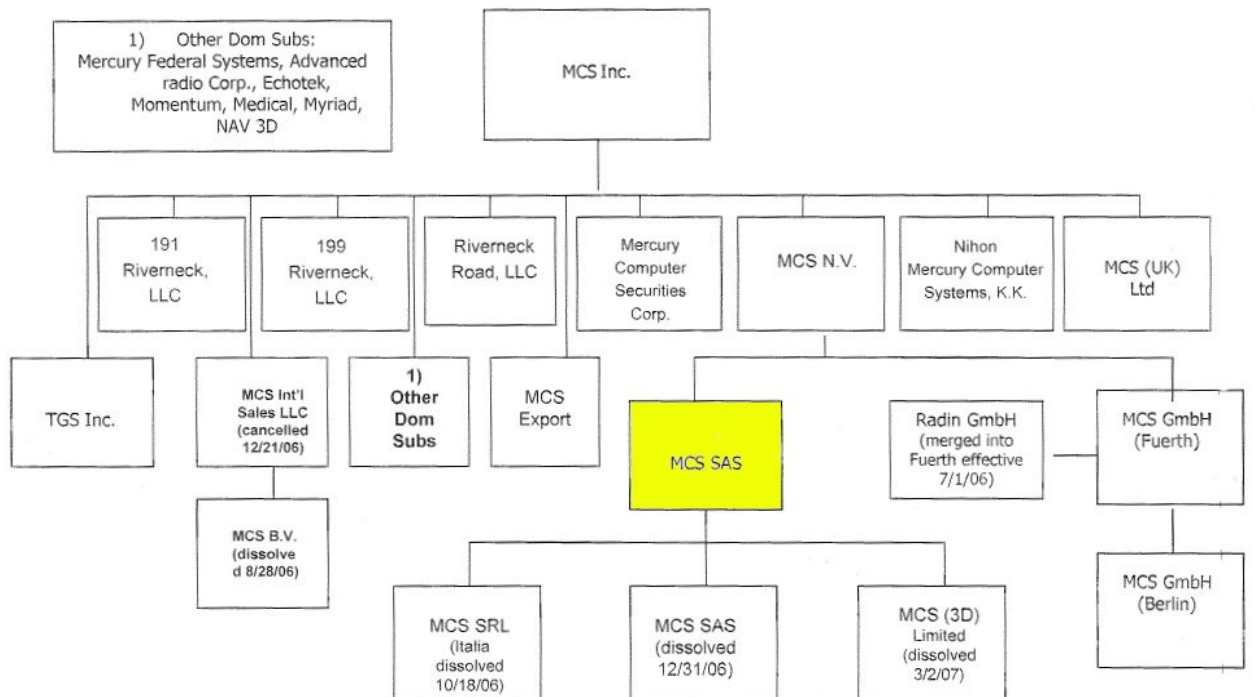 1) Other Dom Subs:
Mercury Federal Systems, Advanced
radio Corp., Echotek,
Momentum, Medical, Myriad,
NAV 3D
MCS Inc.
191
Riverneck,
LLC
199
Riverneck,
LLC
Riverneck
Road, LLC
Mercury
Computer
Securities
Corp.
MCS N.V.
Nihon
Mercury Computer
Systems, K.K.
MCS (UK)
Ltd
TGS Inc.
MCS Int'l
Sales LLC
(cancelled
12/21/06)
1)
Other
Dom
Subs
MCS
Export
MCS SAS
Radin GmbH
(merged into
Fuerth effective
7/1/06)
MCS GmbH
(Fuerth)
MCS B.V.
(dissolve
d 8/28/06)
MCS GmbH
(Berlin)
MCS SRL
(Italia
dissolved
10/18/06)
MCS SAS
(dissolved
12/31/06)
MCS (3D)
Limited
(dissolved
3/2/07)